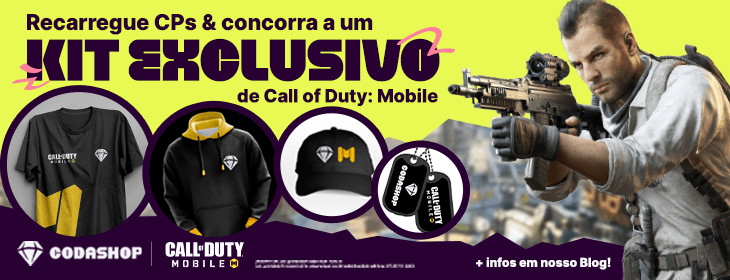 Recarregue CPs & concorra a um
KIT EXCLUSIVO
de Call of Duty: Mobile
CALL OF DUTY
MOBILE
M
CODASHOP
CALL OF DUTY
MOBILE
CODASHOP
CALL OF DUTY
MOBILE
+ infos em nosso Blog!